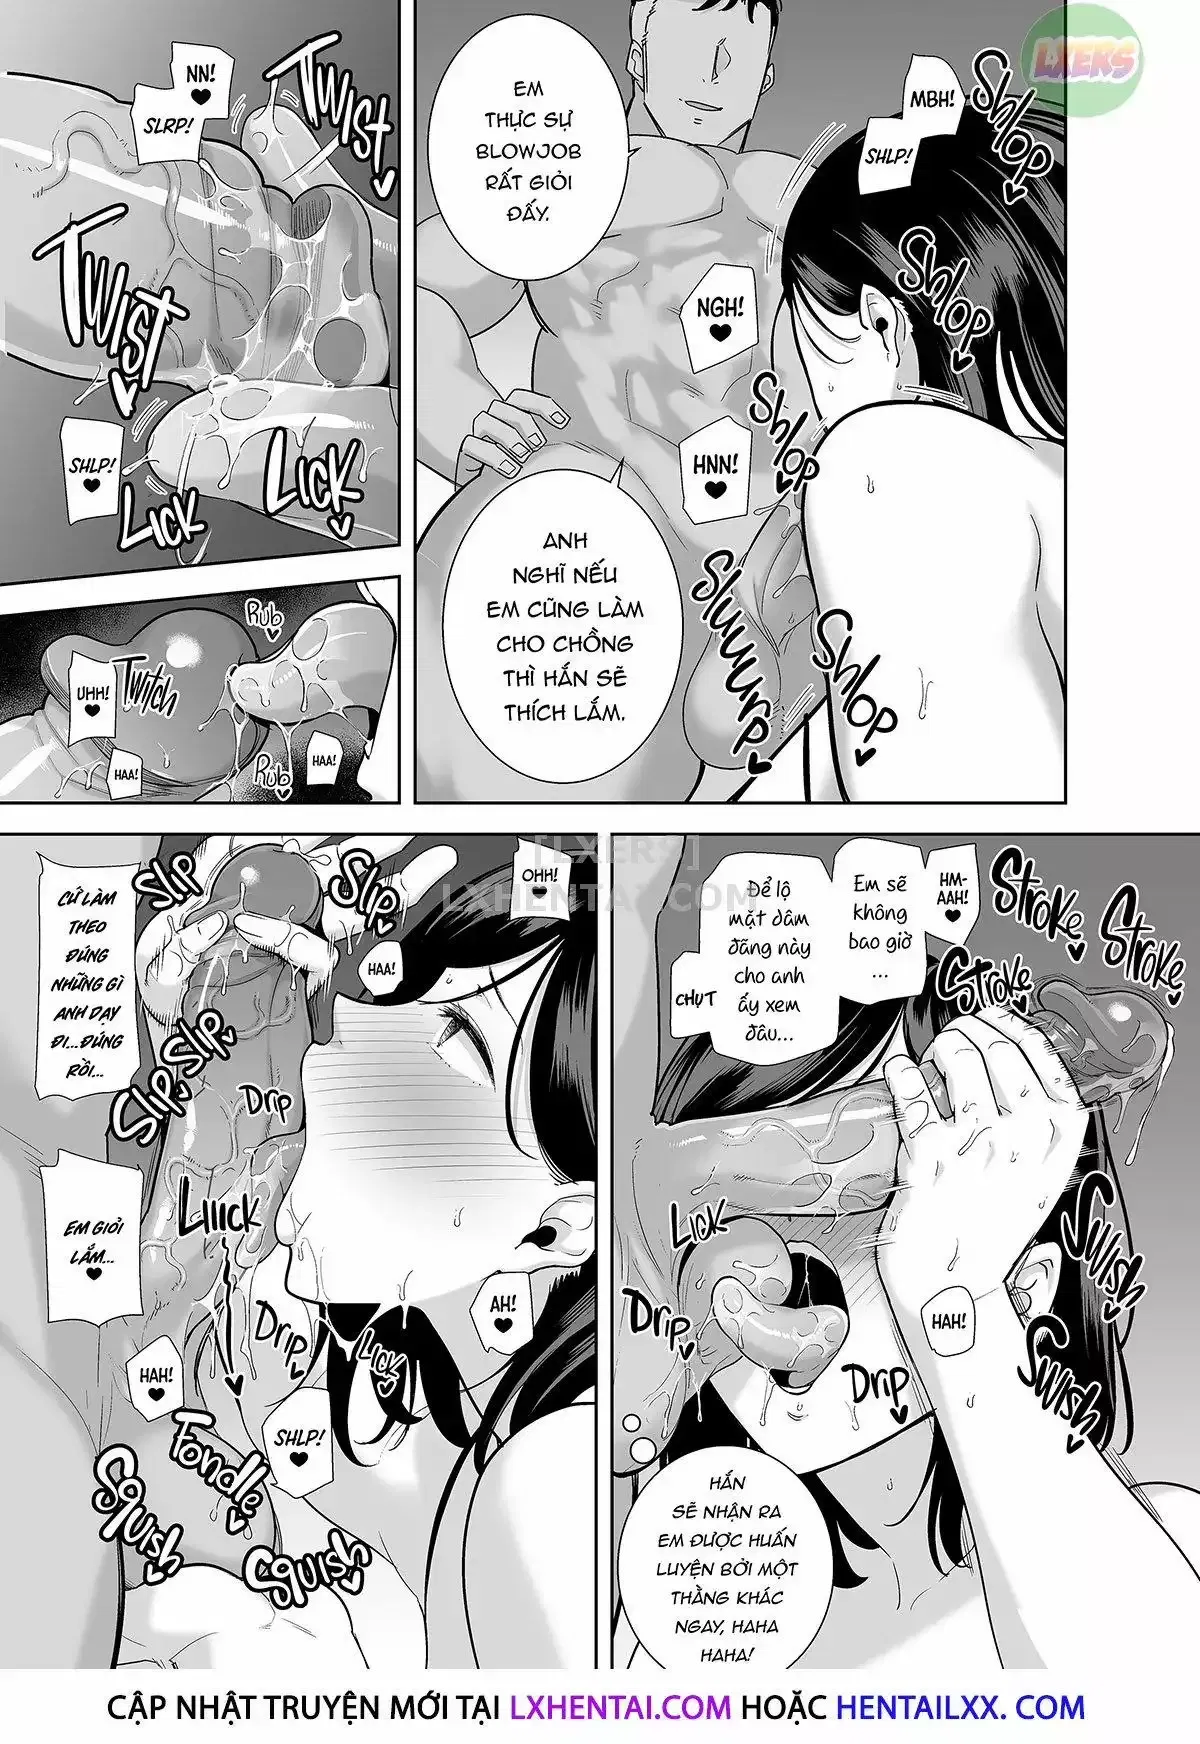 LXERS
MBH!
SHLP!
Shlop
Shlop
EM
THỰC SỰ
BLOWJOB
RẤT GIỎI
ĐẤY.
NGH!
Shlop
HNN!
Shlop
Sluuurp
ANH
NGHĨ NẾU
EM CŨNG LÀM
CHO CHỒNG
THÌ HẮN SẼ
THÍCH LẮM.
NN!
SLRP!
TWIST
TWIST
SHLP!
LICK
LICK
Rub
UHH!
Twitch
HAA!
HAA!
Rub
[LXERS]
LXHENTAI.COM
HM-
AAH!
Stroke
Stroke
Stroke
Em sẽ
không
bao giờ
...
Để lộ
mặt dâm
đãng này
cho anh
ấy xem
đâu...
CHỤT
LICK
Swish
Drip
HAH!
Drip
Swish
HẮN
SẼ NHẬN RA
EM ĐƯỢC HUẤN
LUYỆN BỞI MỘT
THẰNG KHÁC
NGAY, HAHA
HAHA!
OHH!
Slip
Slip
HAA!
CỨ LÀM
THEO
ĐÚNG
NHỮNG GÌ
ANH DẠY
ĐI...ĐÚNG
RỒI...
Slip
Slip
Drip
Liiick
EM GIỎI
LẮM...
AH!
Drip
Lick
HAH!
SHLP!
Fondle
Squish
Squish
CẬP NHẬT TRUYỆN MỚI TẠI LXHENTAI.COM HOẶC HENTAILXX. COM